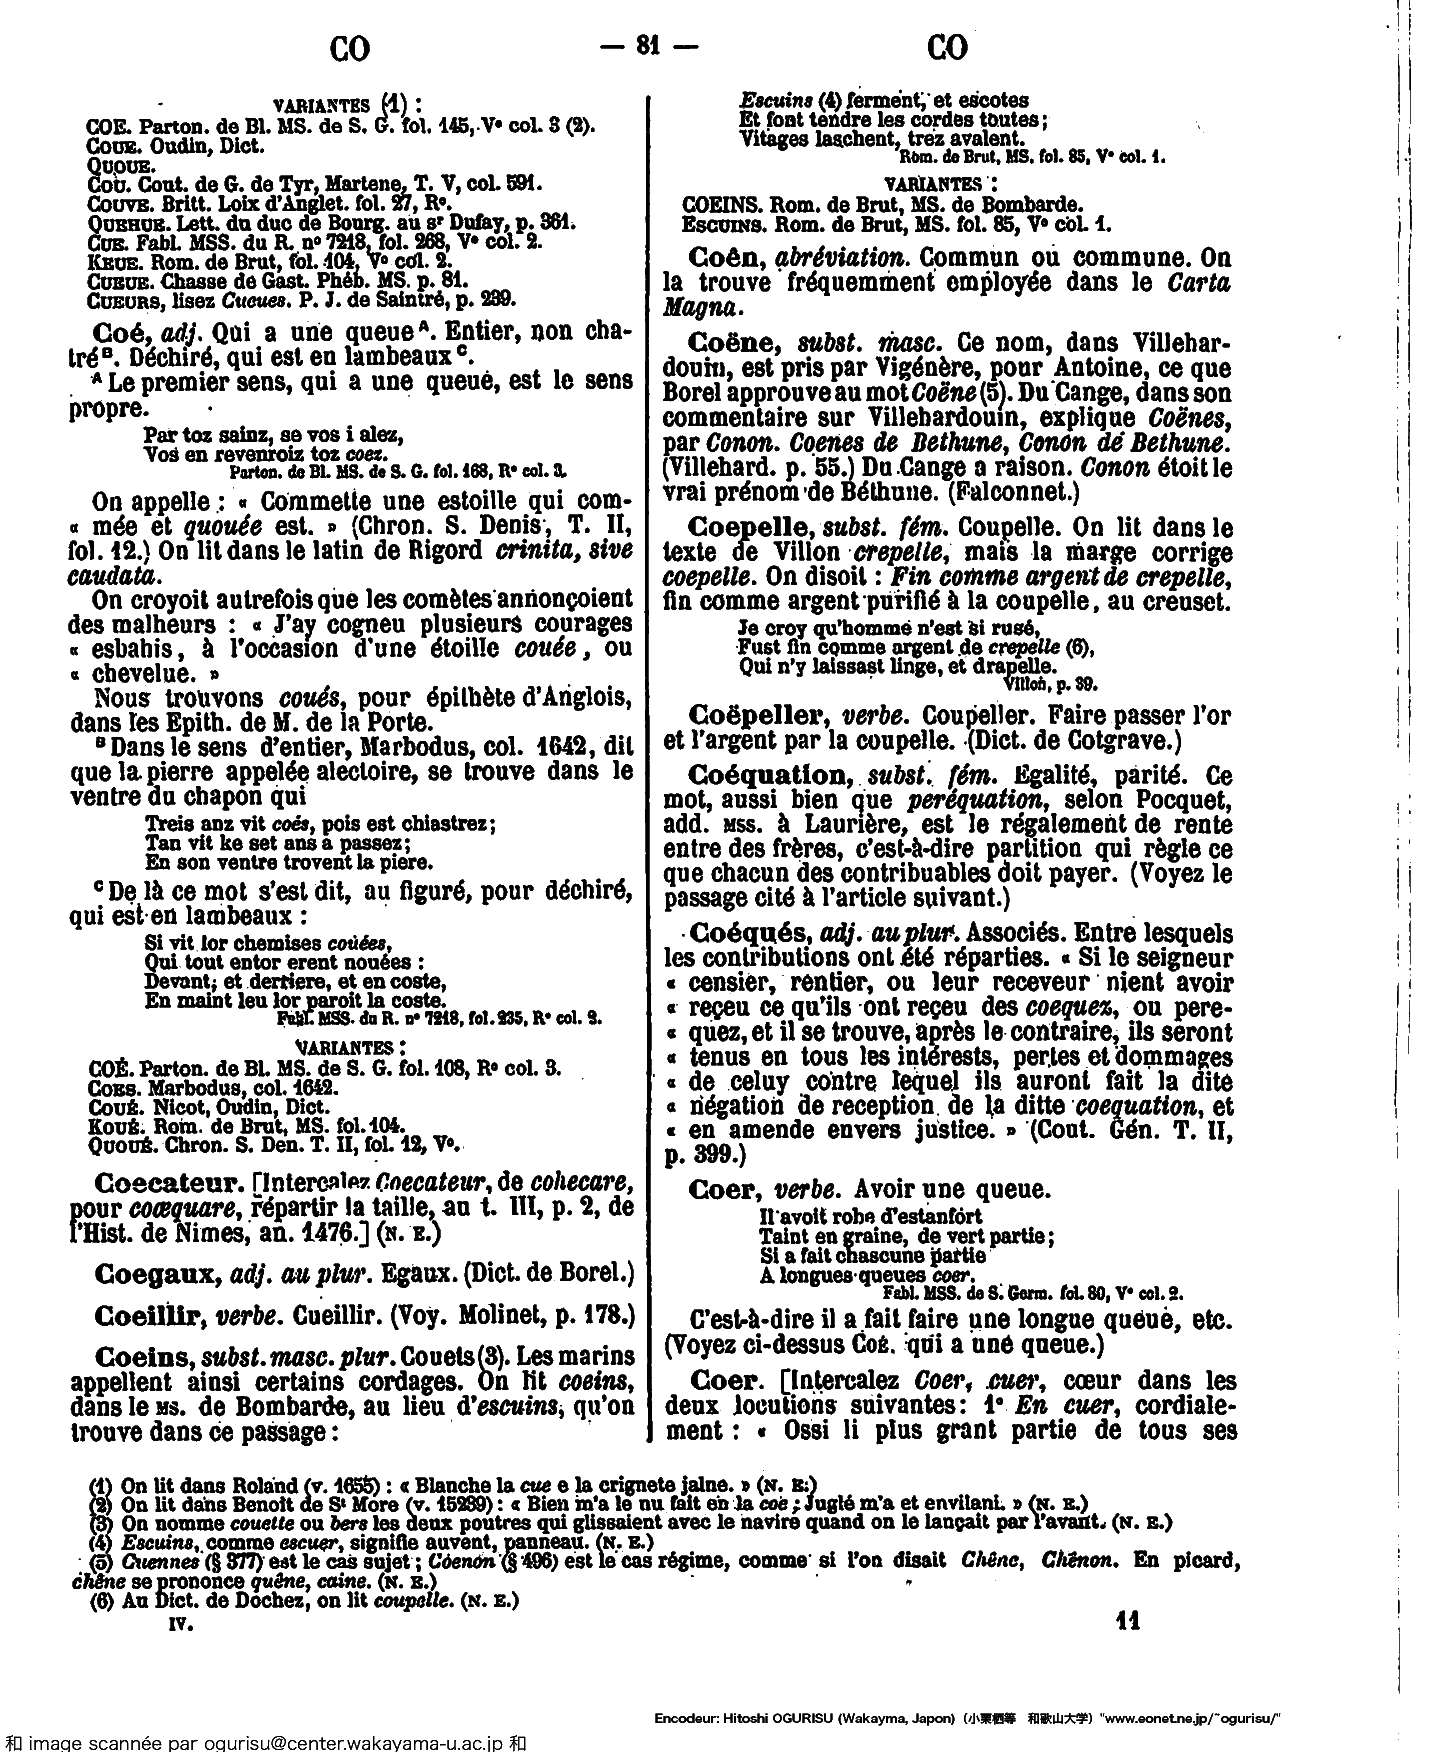 CO
— 81 —
CO
VARIANTES (1) :
COE. Parton. de Bl. MS. de S. G. fol. 145, V° col. 3 (2).
COUE. Oudin, Dict.
QUOUE.
COU. Cout. de G. de Tyr, Martene, T. V, col. 591.
COUVE. Britt. Loix d'Anglet. fol. 27, R°.
QUEHUE. Lett. du duc de Bourg. au sr Dufay, p. 361.
CUE. Fabl. MSS. du R. n° 7218, fol. 268, V° col. 2.
KEUE. Rom. de Brut, fol. 104, V° col. 2.
CUEUE. Chasse de Gast. Phéb. MS. p. 81.
CUEURS, lisez Cueues. P. J. de Saintré, p. 239.
Coé, adj. Qui a une queue A. Entier, non cha-
tré B. Déchiré, qui est en lambeaux C.
A Le premier sens, qui a une queue, est le sens
propre.
Par toz sainz, se vos i alez,
Vos en revenroiz toz coez.
Parton. de Bl. MS. de S. G. fol. 168, R° col. 3.
On appelle : « Commette une estoille qui com-
« mée et quouée est. » (Chron. S. Denis, T. II,
fol. 12.) On lit dans le latin de Rigord crinita, sive
caudata.
On croyoit autrefois que les comètes annonçoient
des malheurs : « J'ay cogneu plusieurs courages
« esbahis, à l'occasion d'une étoille couée, ou
« chevelue. »
Nous trouvons coués, pour épithète d'Anglois,
dans les Epith. de M. de la Porte.
B Dans le sens d'entier, Marbodus, col. 1642, dit
que la pierre appelée alectoire, se trouve dans le
ventre du chapon qui
Treis anz vit coés, pois est chiastrez ;
Tan vit ke set ans a passez ;
En son ventre trovent la piere.
C De là ce mot s'est dit, au figuré, pour déchiré,
qui est en lambeaux :
Si vit lor chemises coüées,
Qui tout entor erent nouées :
Devant, et derriere, et en coste,
En maint leu lor paroit la coste.
Fabl. MSS. du R. n° 7218, fol. 235, R° col. 2.
VARIANTES :
COÉ. Parton. de Bl. MS. de S. G. fol. 108, R° col. 3.
COES. Marbodus, col. 1642.
COUÉ. Nicot, Oudin, Dict.
KOUÉ. Rom. de Brut, MS. fol. 104.
QUOUÉ. Chron. S. Den. T. II, fol. 12, V°.
Coecateur. [Intercalez Coecateur, de cohecare,
pour coæquare, répartir la taille, au t. III, p. 2, de
l'Hist. de Nimes, an. 1476.] (N. E.)
Coegaux, adj. au plur. Egaux. (Dict. de Borel.)
Coeillir, verbe. Cueillir. (Voy. Molinet, p. 178.)
Coeins, subst. masc. plur. Couets (3). Les marins
appellent ainsi certains cordages. On lit coeins,
dans le MS. de Bombarde, au lieu d'escuins, qu'on
trouve dans ce passage :
Escuins (4) ferment, et escotes
Et font tendre les cordes toutes ;
Vitages laschent, trez avalent.
Rom. de Brut, MS. fol. 85, V° col. 1.
VARIANTES :
COEINS. Rom. de Brut, MS. de Bombarde.
ESCUINS. Rom. de Brut, MS. fol. 85, V° col. 1.
Coên, abréviation. Commun ou commune. On
la trouve fréquemment employée dans le Carta
Magna.
Coëne, subst. masc. Ce nom, dans Villehar-
douin, est pris par Vigénère, pour Antoine, ce que
Borel approuve au mot Coëne (5). Du Cange, dans son
commentaire sur Villehardouin, explique Coënes,
par Conon. Coenes de Bethune, Conon de Bethune.
(Villehard. p. 55.) Du Cange a raison. Conon étoit le
vrai prénom de Béthune. (Falconnet.)
Coepelle, subst. fém. Coupelle. On lit dans le
texte de Villon crepelle, mais la marge corrige
coepelle. On disoit : Fin comme argent de crepelle,
fin comme argent purifié à la coupelle, au creuset.
Je croy qu'homme n'est si rusé,
Fust fin comme argent de crepelle (6),
Qui n'y laissast linge, et drapelle.
Villon, p. 39.
Coëpeller, verbe. Coupeller. Faire passer l'or
et l'argent par la coupelle. (Dict. de Cotgrave.)
Coéquation, subst. fém. Egalité, parité. Ce
mot, aussi bien que peréquation, selon Pocquet,
add. MSS. à Laurière, est le régalement de rente
entre des frères, c'est-à-dire partition qui règle ce
que chacun des contribuables doit payer. (Voyez le
passage cité à l'article suivant.)
Coéqués, adj. au plur. Associés. Entre lesquels
les contributions ont été réparties. « Si le seigneur
« censier, rentier, ou leur receveur nient avoir
« reçeu ce qu'ils ont reçeu des coequez, ou pere-
« quez, et il se trouve, après le contraire, ils seront
« tenus en tous les intérests, pertes et dommages
« de celuy contre lequel ils auront fait la dite
« négation de reception de la ditte coequation, et
« en amende envers justice. » (Cout. Gén. T. II,
p. 399.)
Coer, verbe. Avoir une queue.
Il avoit robe d'estanfort
Taint en graine, de vert partie ;
Si a fait chascune partie
A longues queues coer.
Fabl. MSS. de S. Germ. fol. 80, V° col. 2.
C'est-à-dire il a fait faire une longue queue, etc.
(Voyez ci-dessus COÉ. qui a une queue.)
Coer. [Intercalez Coer, cuer, cœur dans les
deux locutions suivantes : 1° En cuer, cordiale-
ment : « Ossi li plus grant partie de tous ses
(1) On lit dans Roland (v. 1655) : « Blanche la cue e la crignete jalne. » (N. E.)
(2) On lit dans Benoît de St More (v. 15239) : « Bien m'a le nu fait en la coe ; Juglé m'a et envilani. » (N. E.)
(3) On nomme couette ou bers les deux poutres qui glissaient avec le navire quand on le lançait par l'avant. (N. E.)
(4) Escuins, comme escuer, signifie auvent, panneau. (N. E.)
(5) Cuennes (§ 377) est le cas sujet ; Coenon (§ 496) est le cas régime, comme si l'on disait Chêne, Chênon. En picard,
chêne se prononce quêne, caine. (N. E.)
(6) Au Dict. de Dochez, on lit coupelle. (N. E.)
IV.
11
Encodeur: Hitoshi OGURISU (Wakayma, Japon) (小栗栖等 和歌山大学) "www.eonet.ne.jp/~ogurisu/"
和 image scannée par ogurisu@center.wakayama-u.ac.jp 和